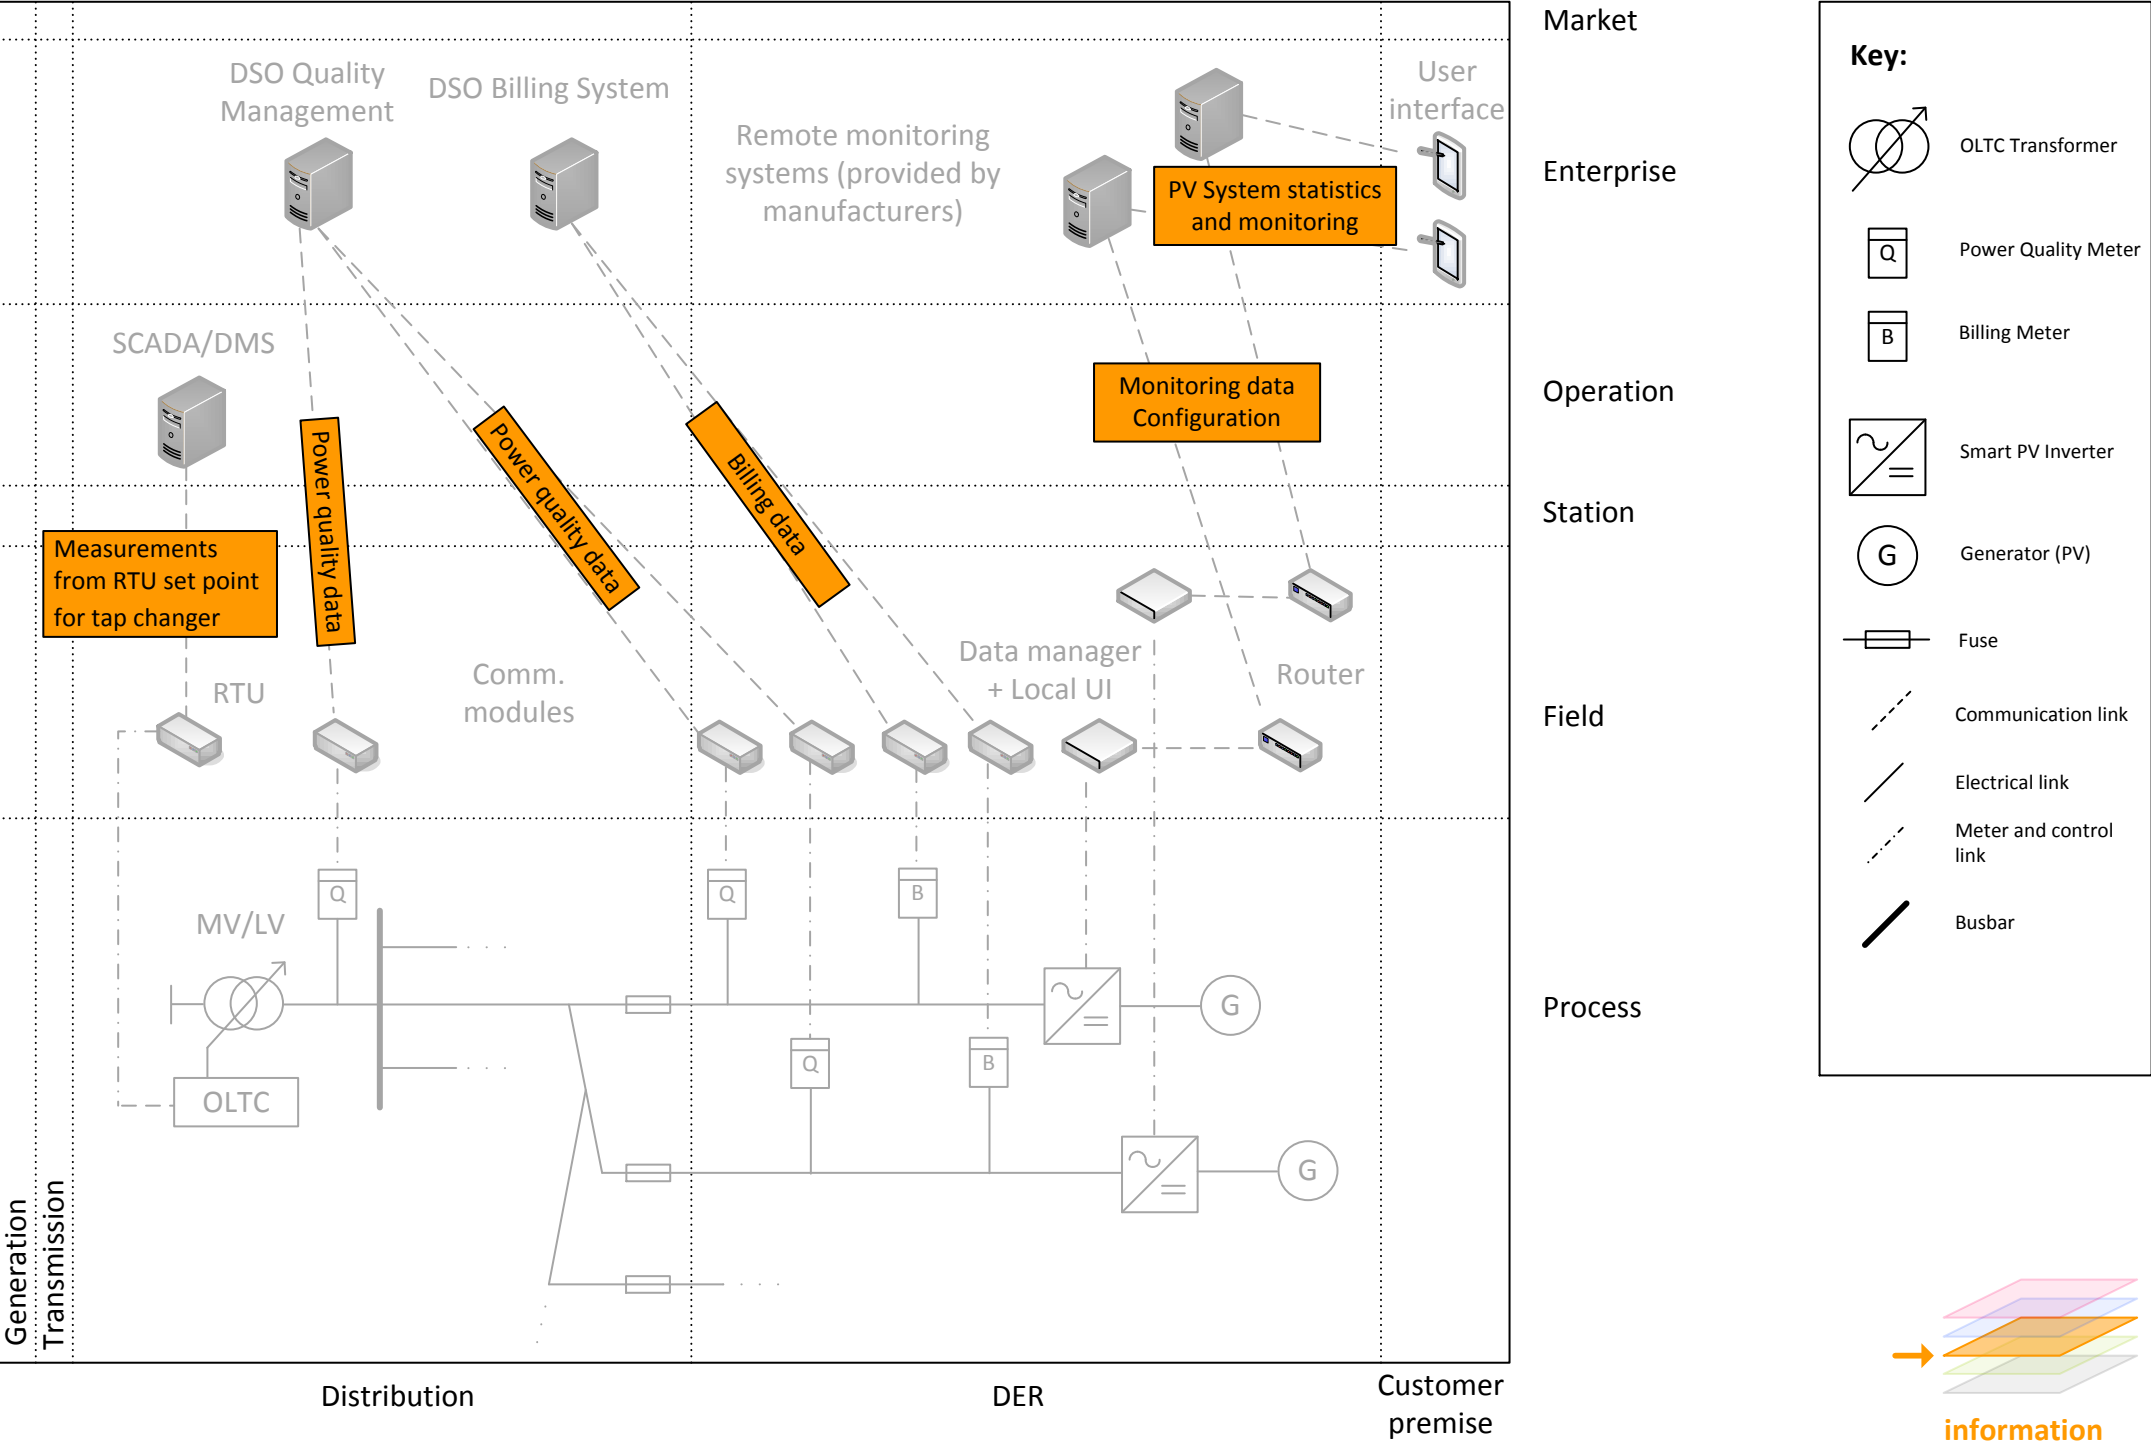 Market
Key:
DSO Quality
Management
DSO Billing System
Remote monitoring
systems (provided by
manufacturers)
User
interface
PV System statistics
and monitoring
Enterprise
OLTC Transformer
Q
Power Quality Meter
B
Billing Meter
SCADA/DMS
Monitoring data
Configuration
Operation
Power quality data
Power quality data
Billing data
Smart PV Inverter
Station
Measurements
from RTU set point
for tap changer
G
Generator (PV)
Fuse
RTU
Comm.
modules
Data manager
+ Local UI
Router
Field
Communication link
Electrical link
Meter and control
link
Busbar
Q
Q
B
MV/LV
G
Process
Q
B
OLTC
G
Generation
Transmission
Distribution
DER
Customer
premise
information